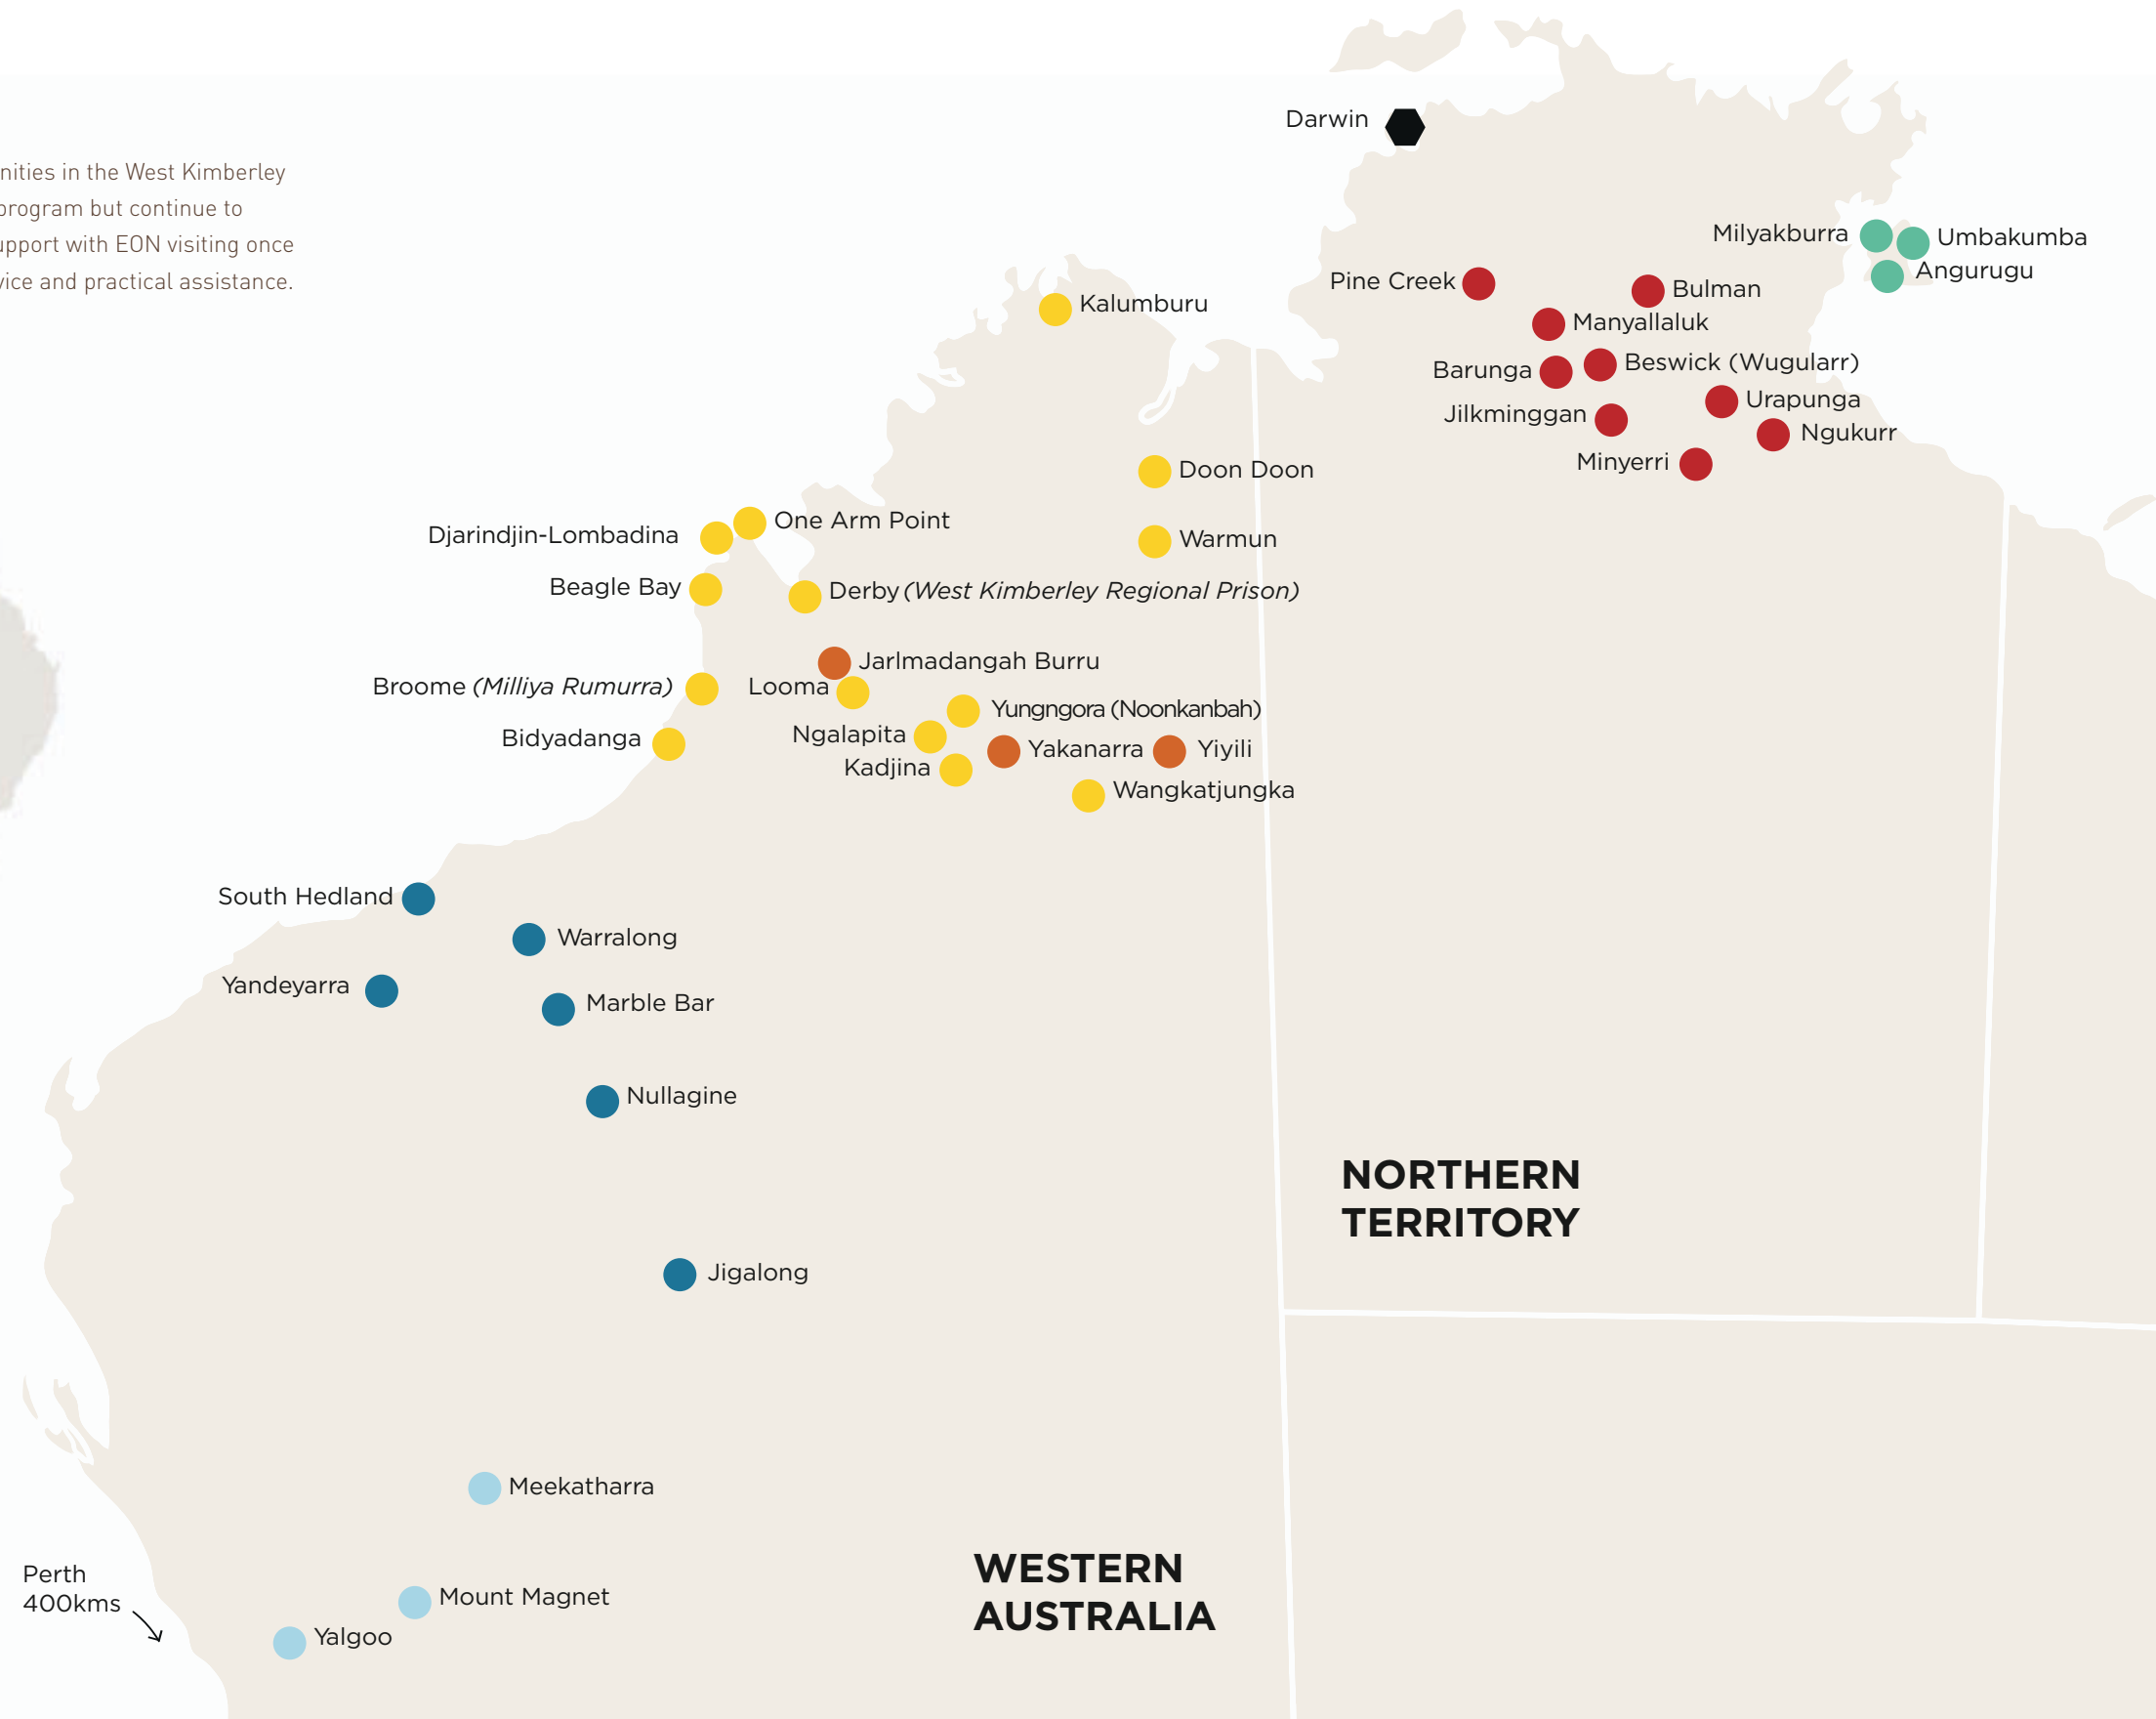 Darwin
nities in the West Kimberley
program but continue to
upport with EON visiting once
vice and practical assistance.
Milyakburra
Umbakumba
Angurugu
Pine Creek
Bulman
Kalumburu
Manyallaluk
Barunga
Beswick (Wugularr)
Urapunga
Jilkminggan
Ngukurr
Minyerri
Doon Doon
One Arm Point
Djarindjin-Lombadina
Warmun
Beagle Bay
Derby (West Kimberley Regional Prison)
Jarlmadangah Burru
Broome (Milliya Rumurra)
Looma
Yungngora (Noonkanbah)
Ngalapita
Bidyadanga
Yakanarra
Yiyili
Kadjina
Wangkatjungka
South Hedland
Warralong
Yandeyarra
Marble Bar
Nullagine
NORTHERN
TERRITORY
Jigalong
Meekatharra
WESTERN
AUSTRALIA
Perth
400kms
Mount Magnet
Yalgoo